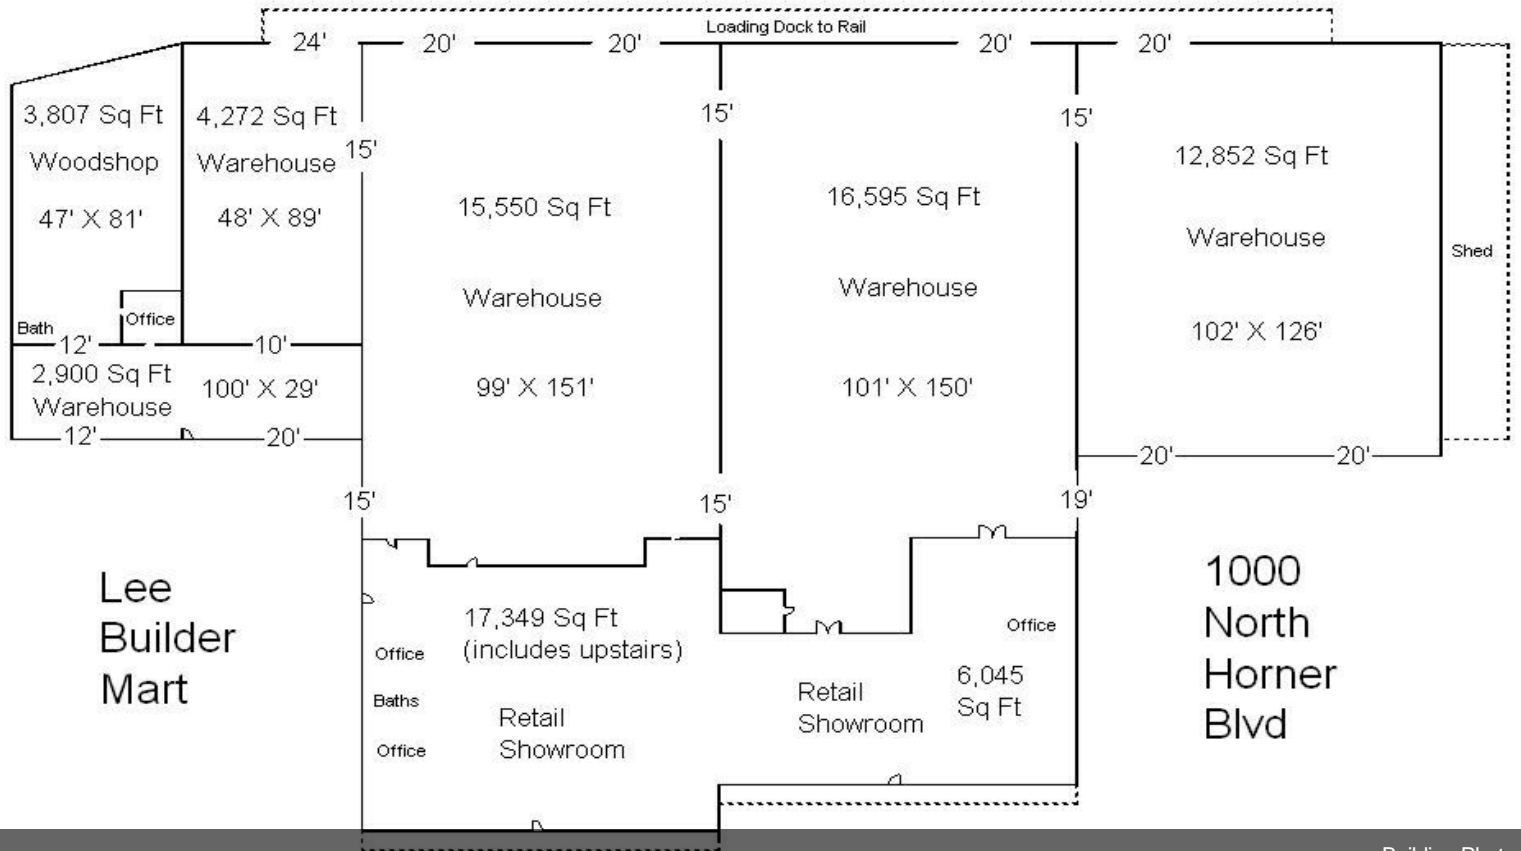 Loading Dock to Rail
24'
20'
20'
20'
20'
3,807 Sq Ft
Woodshop
47' X 81'
Bath
Office
12'
4,272 Sq Ft
Warehouse
48' X 89'
10'
15'
2,900 Sq Ft
Warehouse
100' X 29'
12'
20'
15,550 Sq Ft
Warehouse
99' X 151'
15'
16,595 Sq Ft
Warehouse
101' X 150'
15'
12,852 Sq Ft
Warehouse
102' X 126'
Shed
20'
20'
15'
15'
19'
Lee
Builder
Mart
17,349 Sq Ft
(includes upstairs)
Office
Baths
Office
Retail
Showroom
Retail
Showroom
Office
6,045
Sq Ft
1000
North
Horner
Blvd